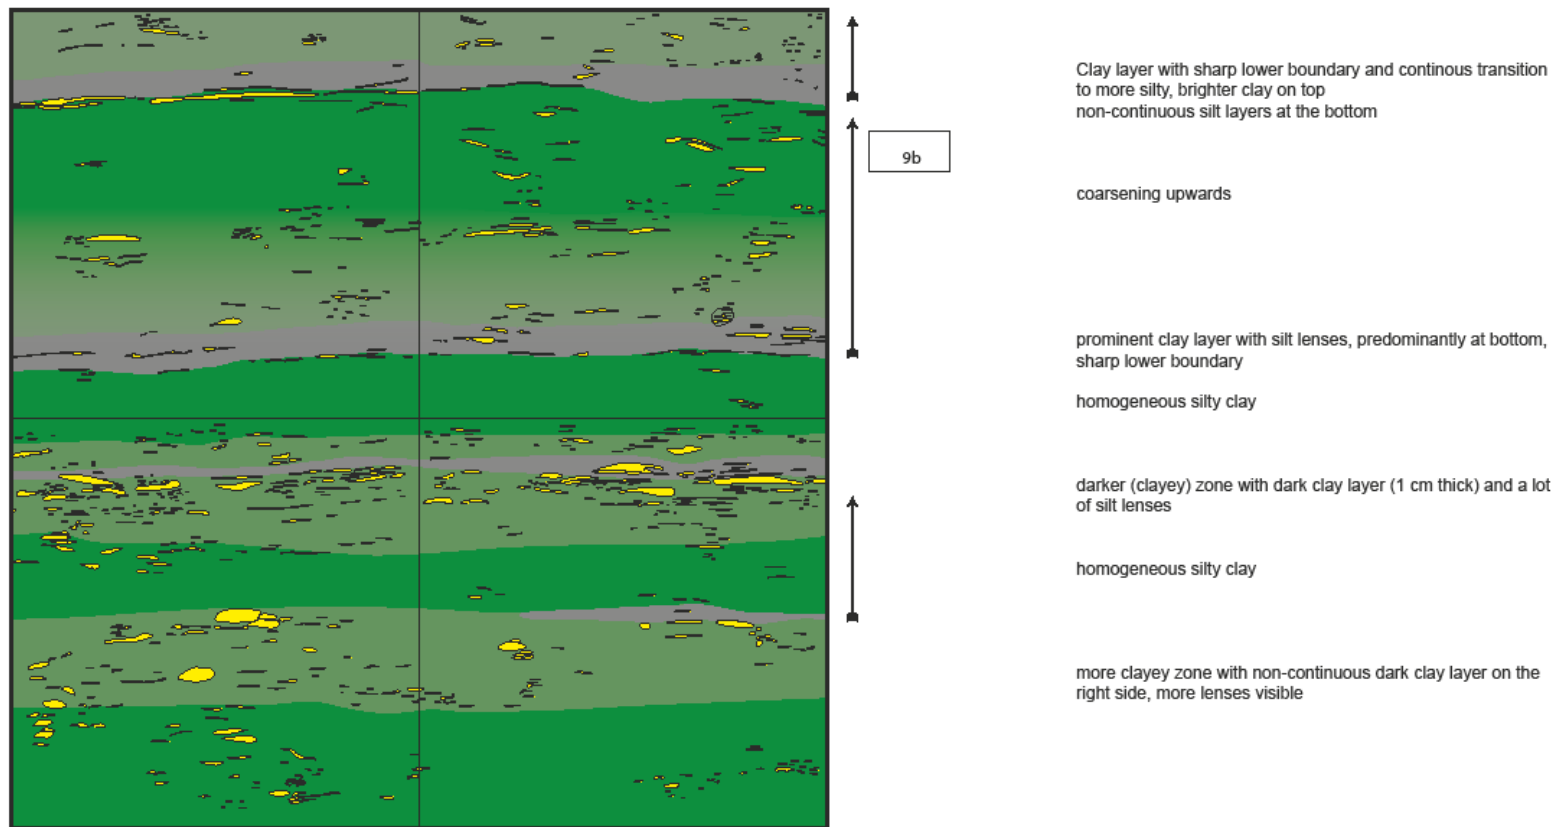 Clay layer with sharp lower boundary and continous transition
to more silty, brighter clay on top
non-continuous silt layers at the bottom
9b
coarsening upwards
prominent clay layer with silt lenses, predominantly at bottom,
sharp lower boundary
homogeneous silty clay
darker (clayey) zone with dark clay layer (1 cm thick) and a lot
of silt lenses
homogeneous silty clay
more clayey zone with non-continuous dark clay layer on the
right side, more lenses visible